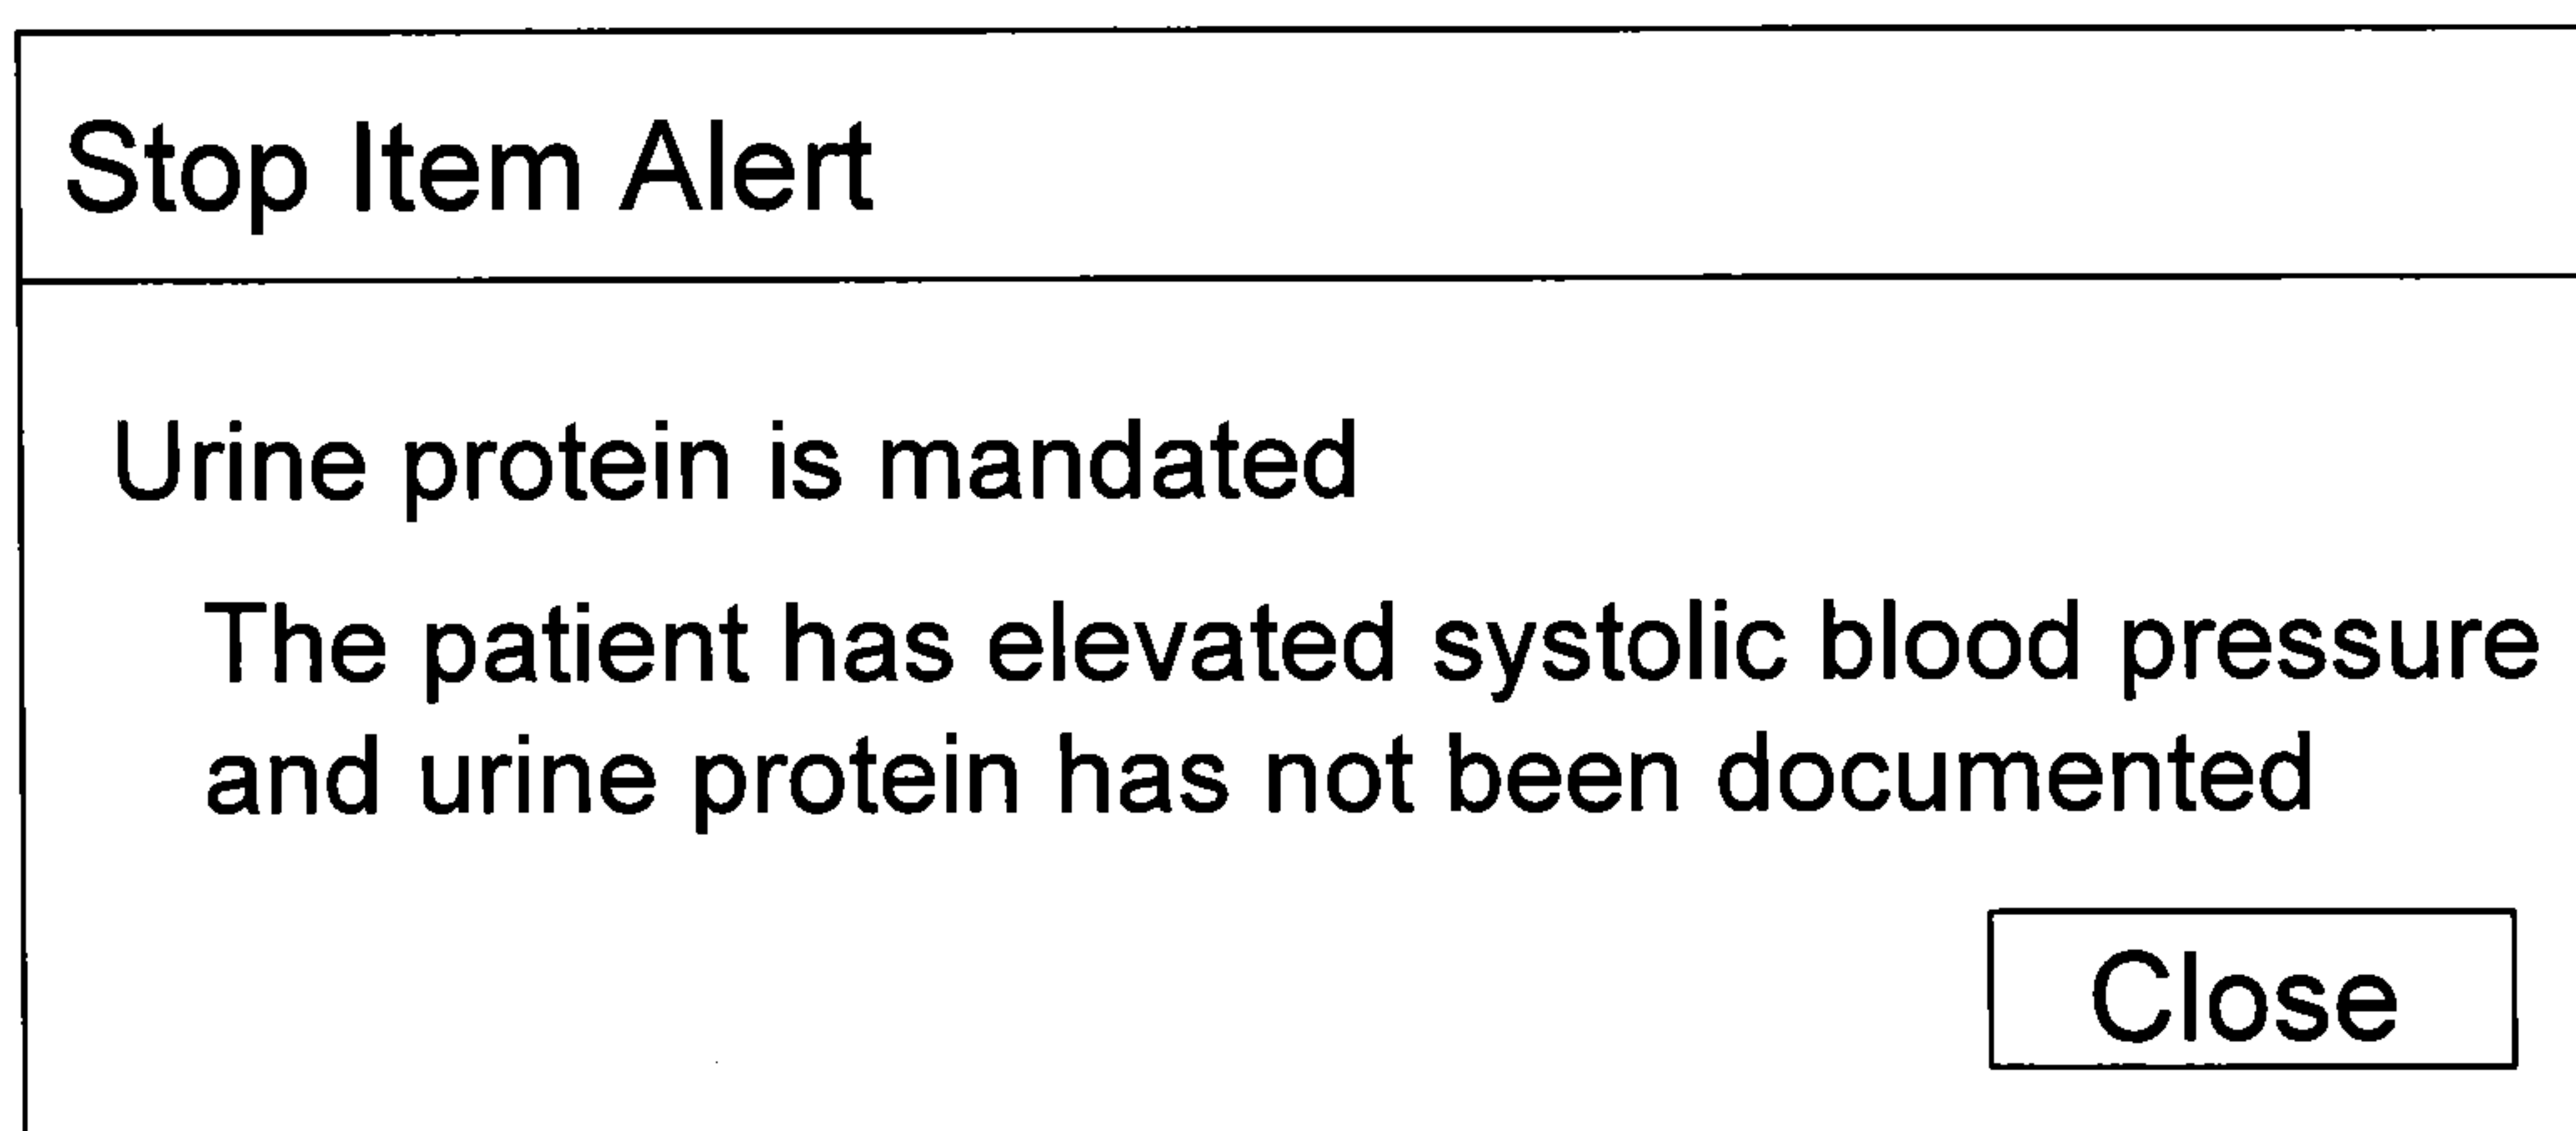 Stop Item Alert
Urine protein is mandated
The patient has elevated systolic blood pressure
and urine protein has not been documented
Close